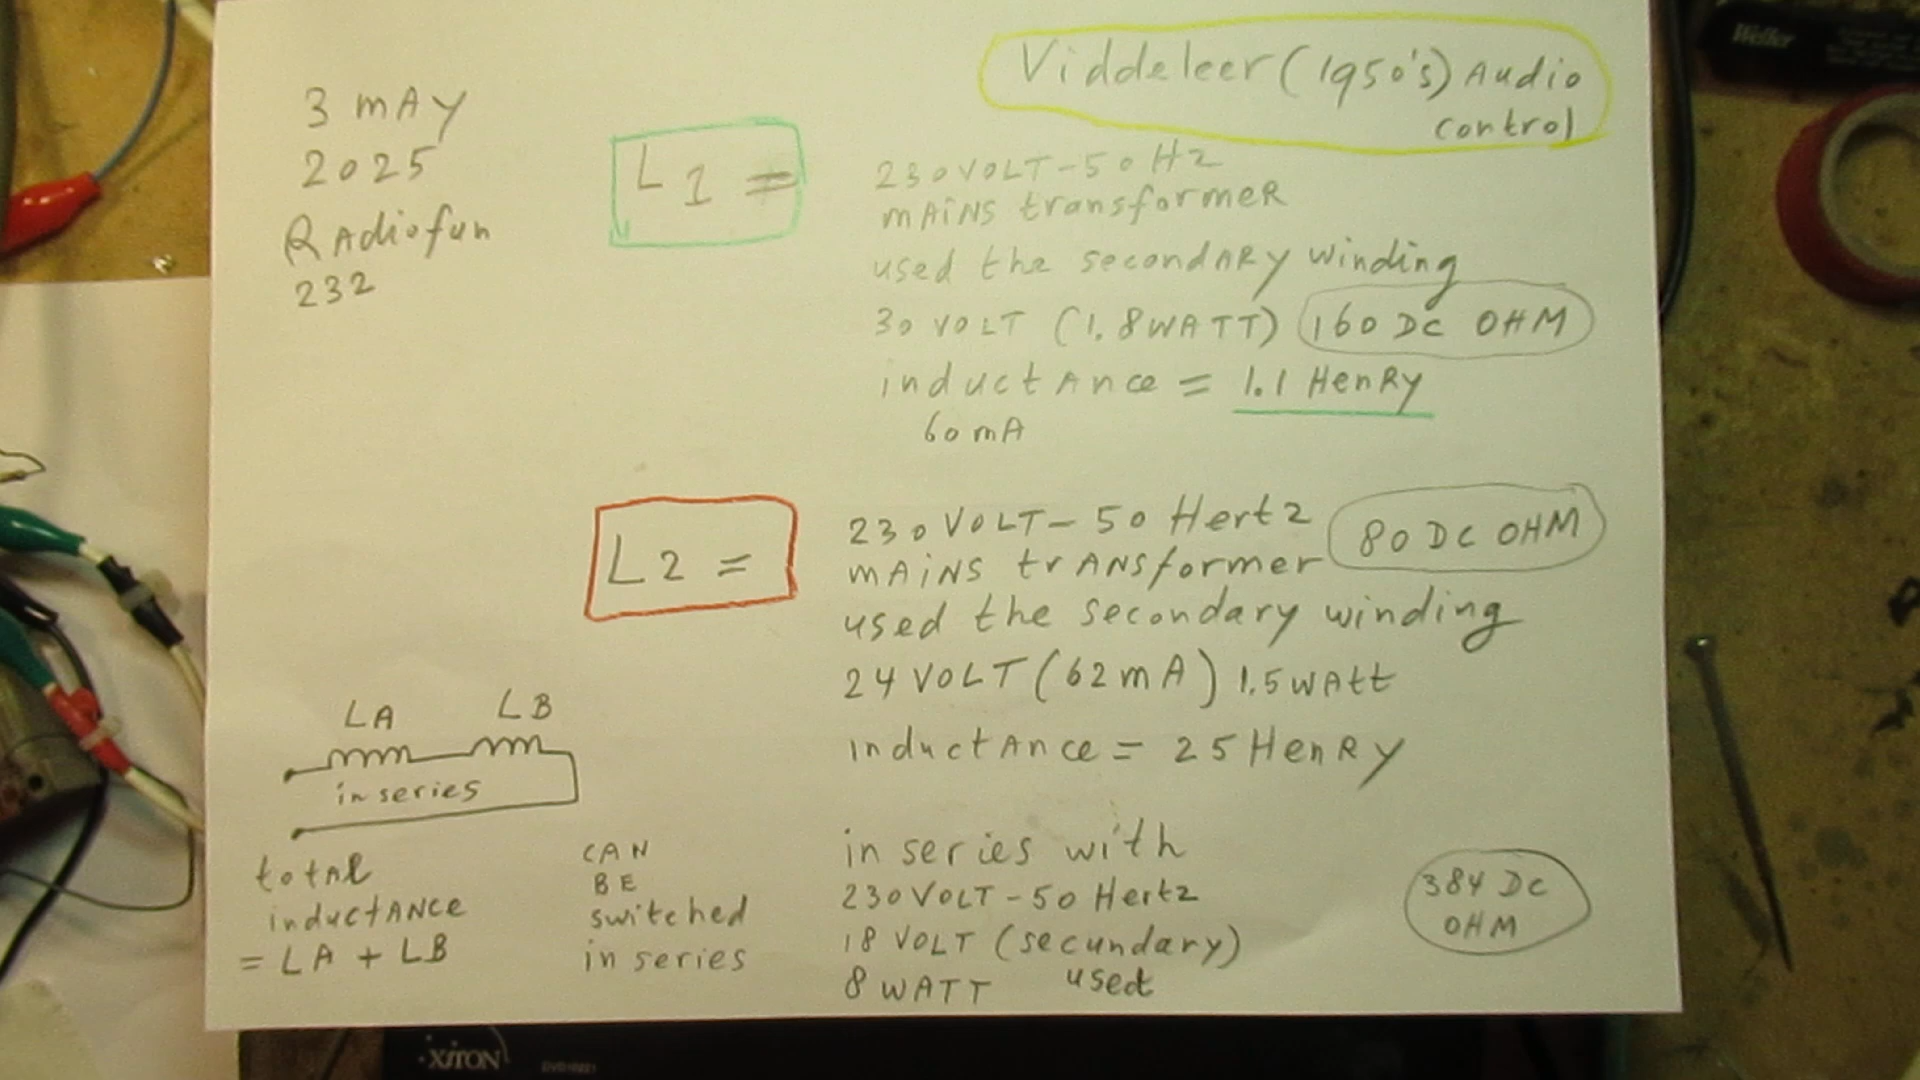 Viddeleer (1950's) Audio
control
3 MAY
2025
RAdiofun
232
L1 =
230 VOLT - 50 Hz
MAiNS transformeR
used the secondARy winding
30 VOLT (1.8 WATT) 160 DC OHM
inductAnce = 1.1 HenRy
60 mA
L2 =
230 VOLT - 50 Hertz
80 DC OHM
MAiNS trANSformer
used the secondary winding
24 VOLT (62 mA) 1.5 WAtt
inductAnce = 25 HenRy
LA LB
in series
total
inductANCe
= LA + LB
CAN
BE
switched
in series
in series with
230 VOLT - 50 Hertz
18 VOLT (secundary)
8 WATT used
384 DC
OHM
Weller
XiTON